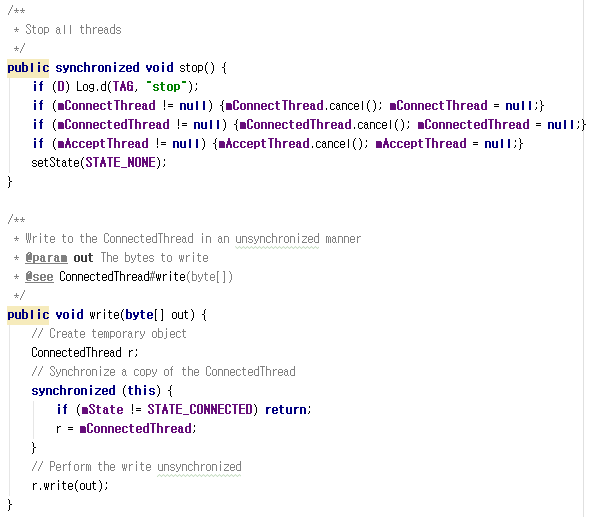 /**
 * Stop all threads
 */
public synchronized void stop() {
    if (D) Log.d(TAG, "stop");
    if (mConnectThread != null) {mConnectThread.cancel(); mConnectThread = null;}
    if (mConnectedThread != null) {mConnectedThread.cancel(); mConnectedThread = null;}
    if (mAcceptThread != null) {mAcceptThread.cancel(); mAcceptThread = null;}
    setState(STATE_NONE);
}

/**
 * Write to the ConnectedThread in an unsynchronized manner
 * @param out The bytes to write
 * @see ConnectedThread#write(byte[])
 */
public void write(byte[] out) {
    // Create temporary object
    ConnectedThread r;
    // Synchronize a copy of the ConnectedThread
    synchronized (this) {
        if (mState != STATE_CONNECTED) return;
        r = mConnectedThread;
    }
    // Perform the write unsynchronized
    r.write(out);
}